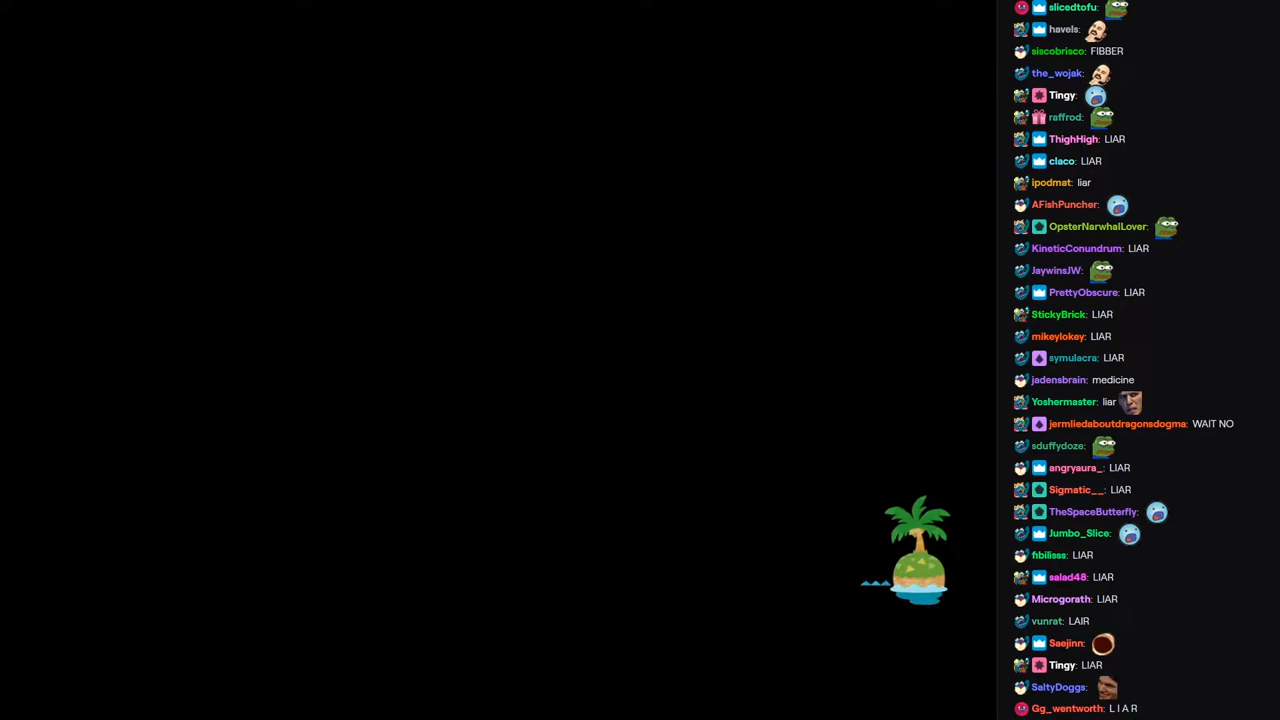 slicedtofu:
havels:
siscobrisco: FIBBER
the_wojak:
Tingy:
raffrod:
ThighHigh: LIAR
claco: LIAR
ipodmat: liar
AFishPuncher:
OpsterNarwhalLover:
KineticConundrum: LIAR
JaywinsJW:
PrettyObscure: LIAR
StickyBrick: LIAR
mikeylokey: LIAR
symulacra: LIAR
jadensbrain: medicine
Yoshermaster: liar
jermliedaboutdragonsdogma: WAIT NO
sduffydoze:
angryaura_: LIAR
Sigmatic__: LIAR
TheSpaceButterfly:
Jumbo_Slice:
fibilisss: LIAR
salad48: LIAR
Microgorath: LIAR
vunrat: LAIR
Saejinn:
Tingy: LIAR
SaltyDoggs:
Gg_wentworth: L I A R